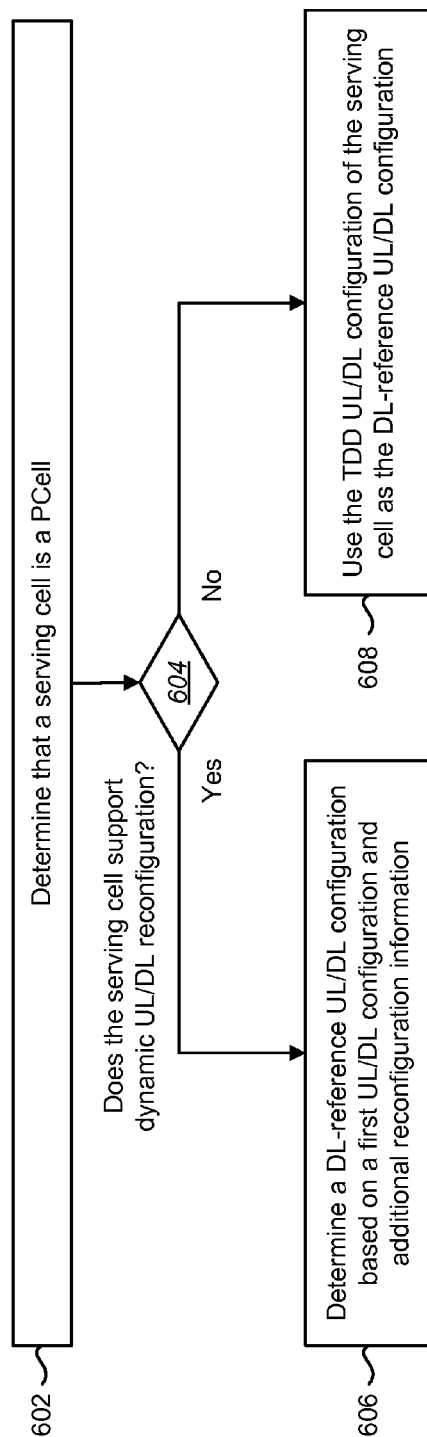 602
Determine that a serving cell is a PCell
Does the serving cell support
dynamic UL/DL reconfiguration?
604
Yes
No
606
Determine a DL-reference UL/DL configuration
based on a first UL/DL configuration and
additional reconfiguration information
608
Use the TDD UL/DL configuration of the serving
cell as the DL-reference UL/DL configuration